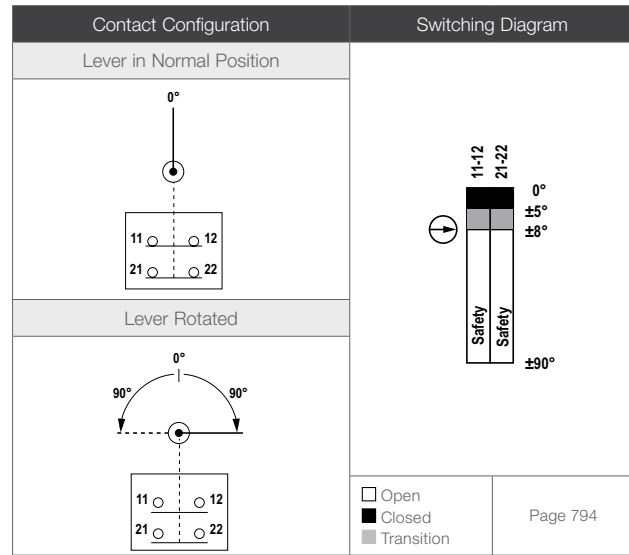 Contact Configuration
Switching Diagram
Lever in Normal Position
0°
11 12
21 22
Lever Rotated
0°
90° 90°
11 12
21 22
11-12 21-22
0°
±5°
±8°
Safety Safety
±90°
Open
Closed
Transition
Page 794